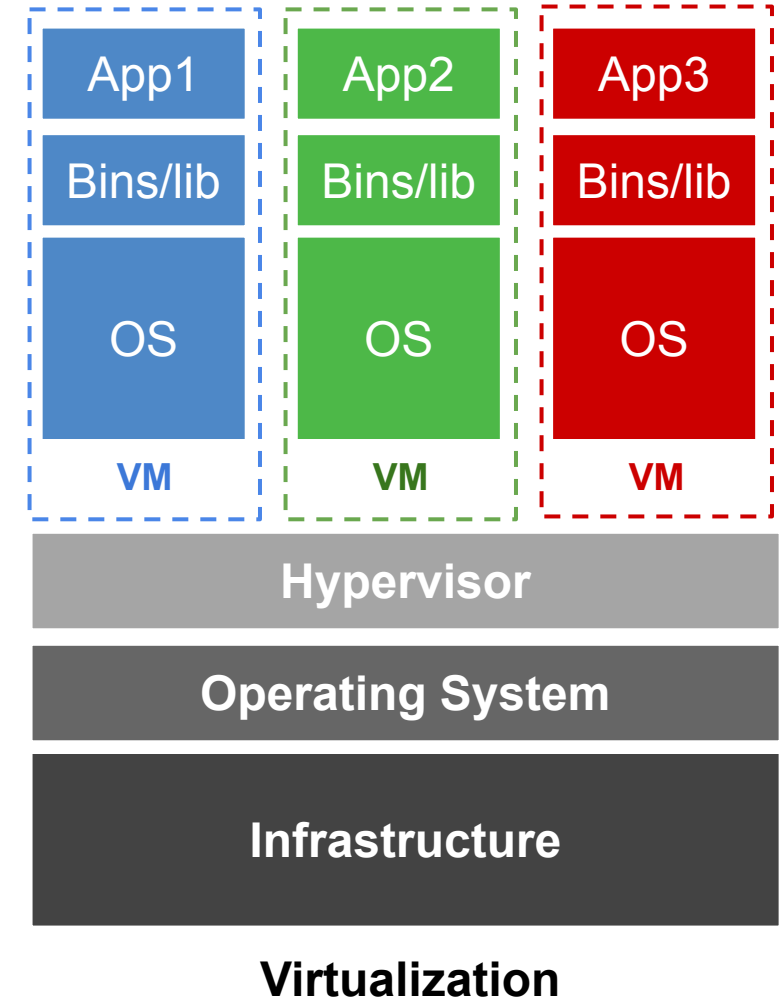 App1
App2
App3
Bins/lib
Bins/lib
Bins/lib
OS
OS
OS
VM
VM
VM
Hypervisor
Operating System
Infrastructure
Virtualization